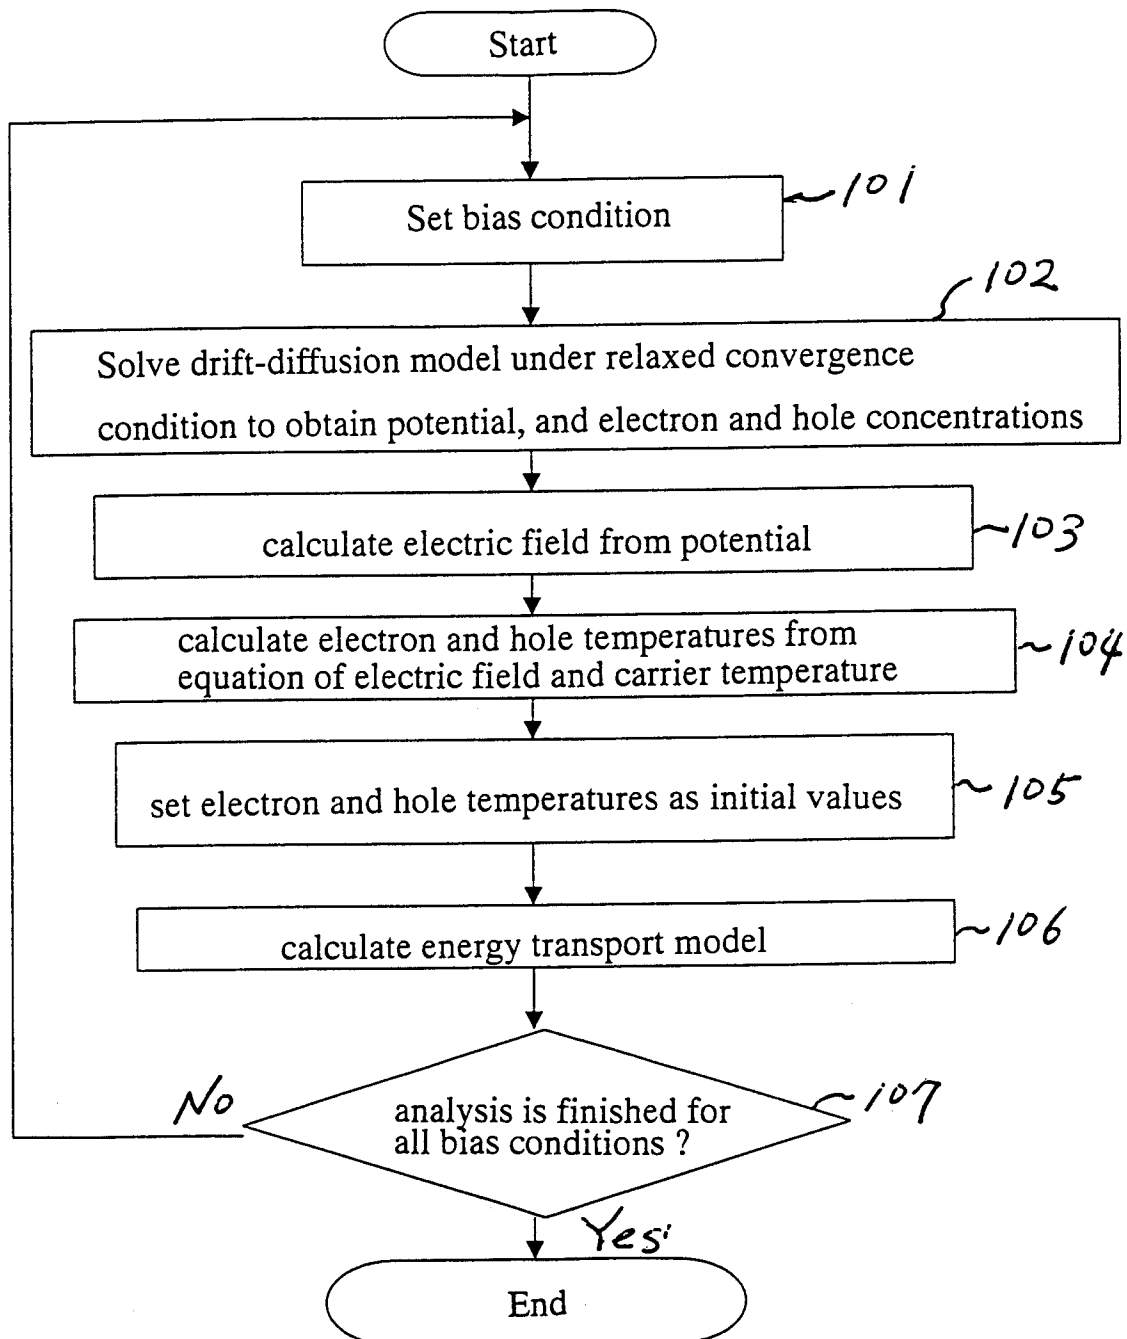 Start
Set bias condition
101
102
Solve drift-diffusion model under relaxed convergence
condition to obtain potential, and electron and hole concentrations
calculate electric field from potential
103
calculate electron and hole temperatures from
equation of electric field and carrier temperature
104
set electron and hole temperatures as initial values
105
calculate energy transport model
106
No
analysis is finished for
all bias conditions ?
107
Yes
End